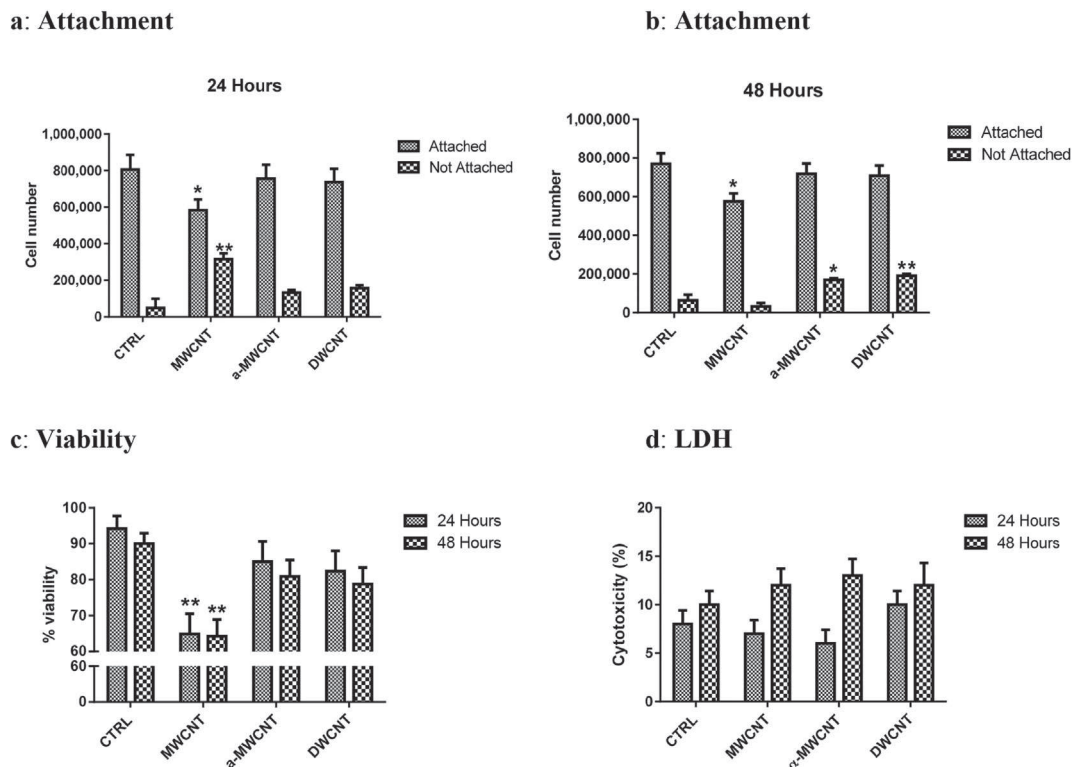 a: Attachment
24 Hours
1,000,000
800,000
600,000
400,000
200,000
0
Cell number
*
**
CTRL
MWCNT
a-MWCNT
DWCNT
Attached
Not Attached
b: Attachment
48 Hours
1,000,000
800,000
600,000
400,000
200,000
0
Cell number
*
*
**
CTRL
MWCNT
a-MWCNT
DWCNT
Attached
Not Attached
c: Viability
100
90
80
70
60
60
0
% viability
**
**
CTRL
MWCNT
a-MWCNT
DWCNT
24 Hours
48 Hours
d: LDH
20
15
10
5
0
Cytotoxicity (%)
CTRL
MWCNT
α-MWCNT
DWCNT
24 Hours
48 Hours